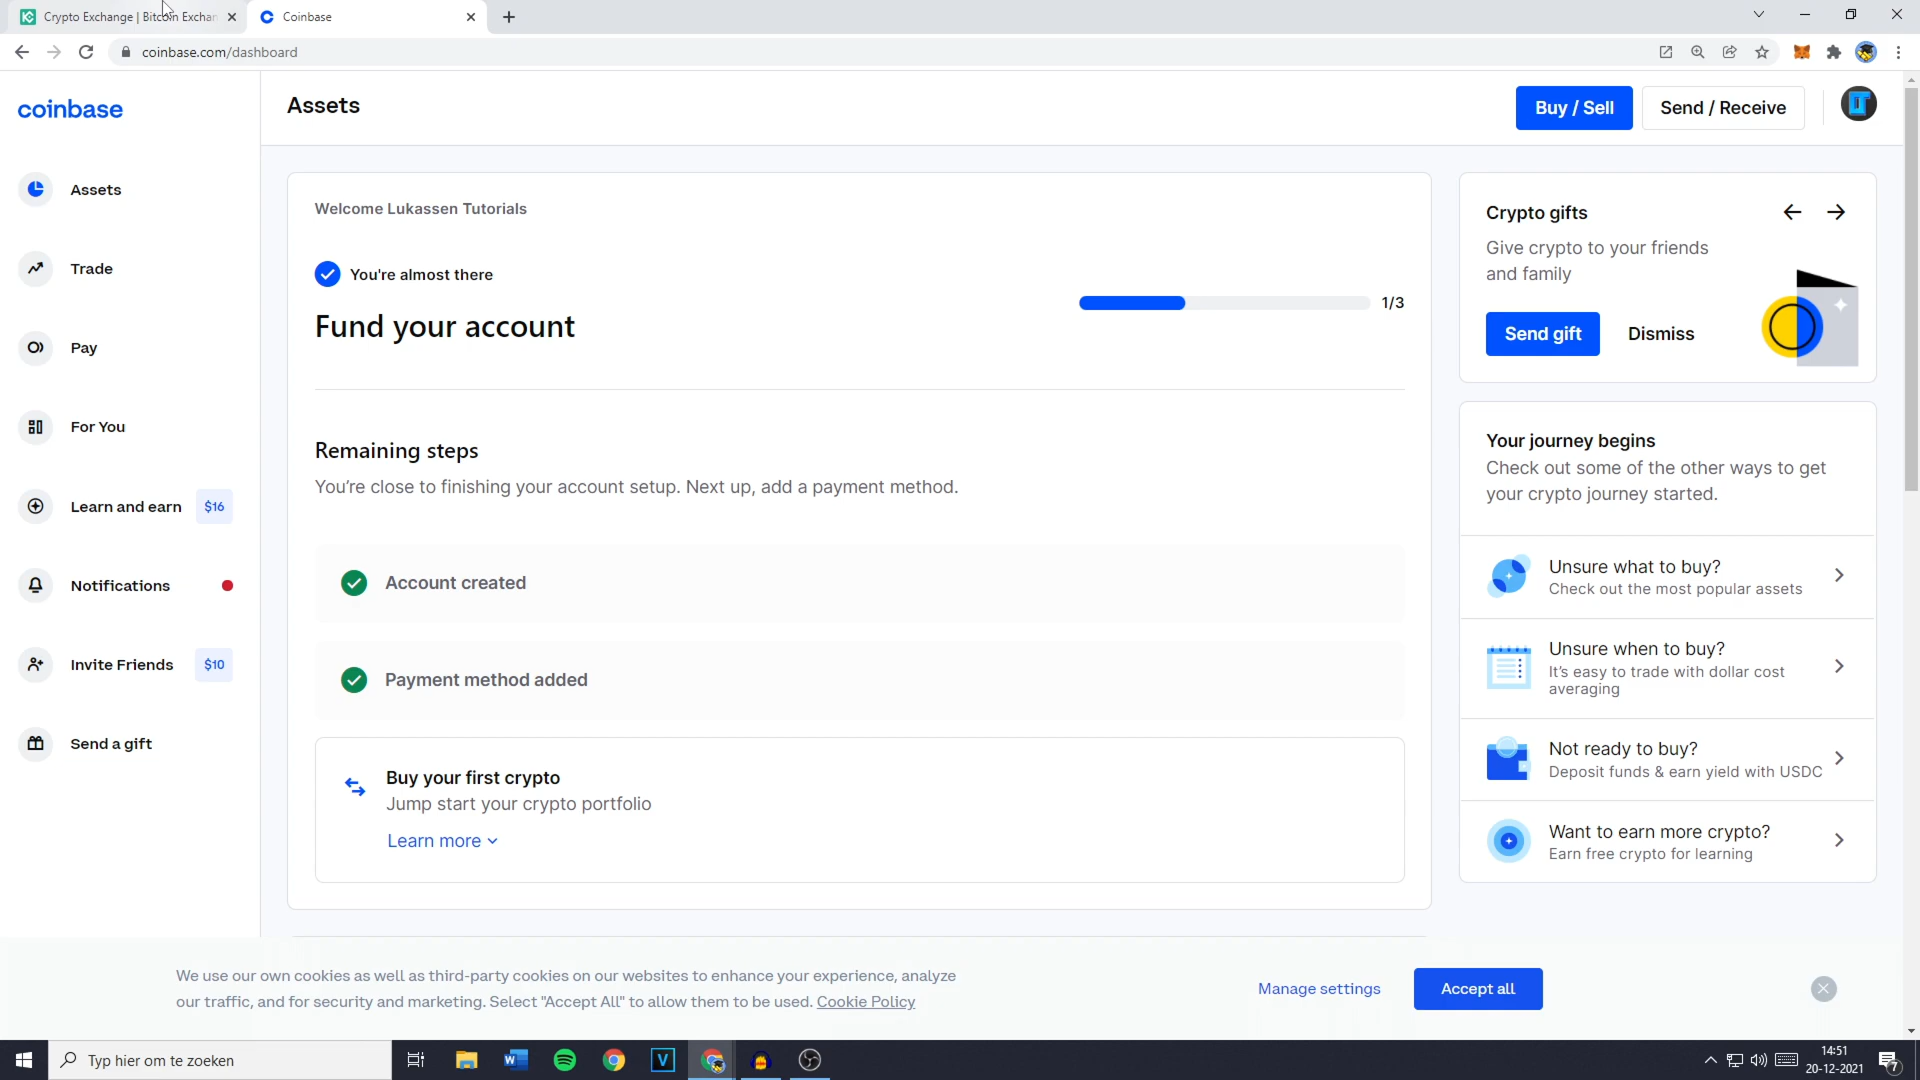 Crypto Exchange | Bitcoin Exchan
Coinbase
coinbase.com/dashboard
coinbase
Assets
Trade
Pay
For You
Learn and earn $16
Notifications
Invite Friends $10
Send a gift
Assets
Buy / Sell
Send / Receive
Welcome Lukassen Tutorials
You're almost there
Fund your account
1/3
Remaining steps
You're close to finishing your account setup. Next up, add a payment method.
Account created
Payment method added
Buy your first crypto
Jump start your crypto portfolio
Learn more
Crypto gifts
Give crypto to your friends
and family
Send gift
Dismiss
Your journey begins
Check out some of the other ways to get
your crypto journey started.
Unsure what to buy?
Check out the most popular assets
Unsure when to buy?
It's easy to trade with dollar cost
averaging
Not ready to buy?
Deposit funds & earn yield with USDC
Want to earn more crypto?
Earn free crypto for learning
We use our own cookies as well as third-party cookies on our websites to enhance your experience, analyze
our traffic, and for security and marketing. Select "Accept All" to allow them to be used. Cookie Policy
Manage settings
Accept all
Typ hier om te zoeken
14:51
20-12-2021
7